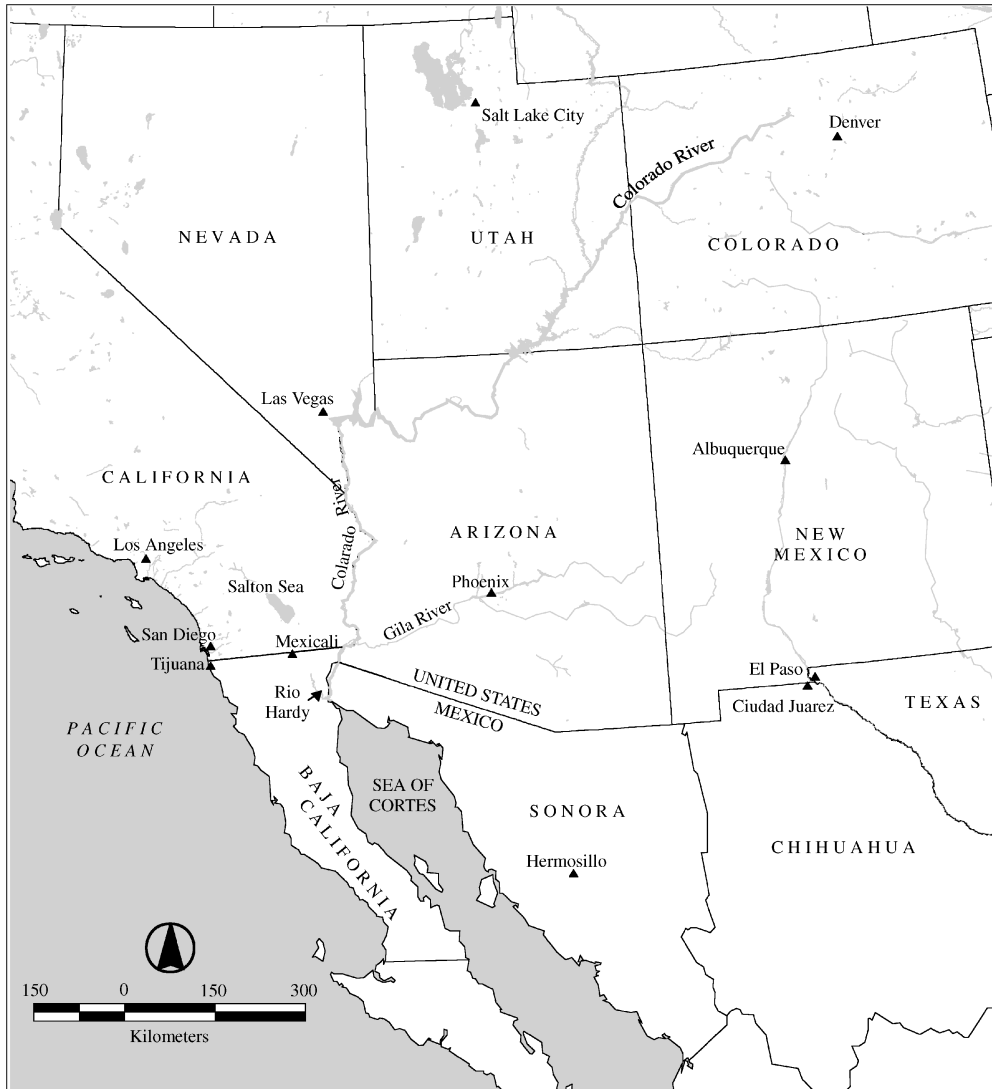 Salt Lake City
Denver
Colorado River
NEVADA
UTAH
COLORADO
Las Vegas
Albuquerque
CALIFORNIA
Colarado River
ARIZONA
NEW
MEXICO
Los Angeles
Salton Sea
Phoenix
Gila River
San Diego
Mexicali
Tijuana
El Paso
Rio
Hardy
UNITED STATES
MEXICO
Ciudad Juarez
TEXAS
PACIFIC
OCEAN
BAJA
CALIFORNIA
SEA OF
CORTES
SONORA
CHIHUAHUA
Hermosillo
150 0 150 300
Kilometers